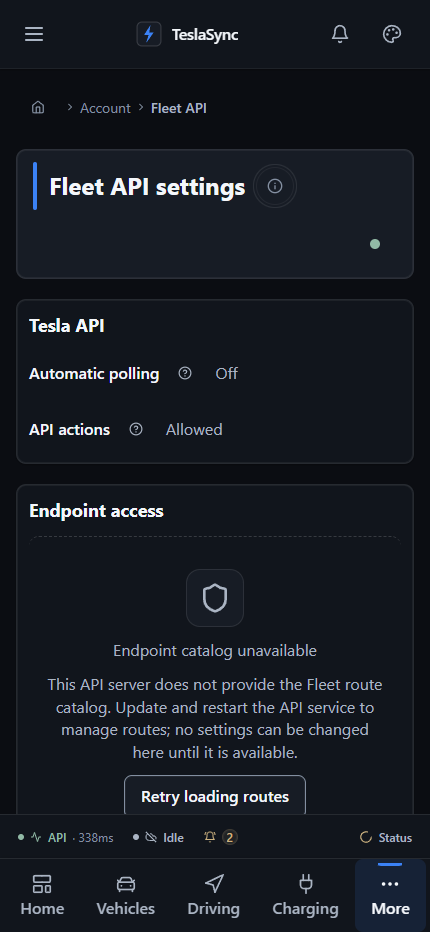 TeslaSync
Account
Fleet API
Fleet API settings
Tesla API
Automatic polling
Off
API actions
Allowed
Endpoint access
Endpoint catalog unavailable
This API server does not provide the Fleet route
catalog. Update and restart the API service to
manage routes; no settings can be changed
here until it is available.
Retry loading routes
API · 338ms
Idle
2
Status
Home
Vehicles
Driving
Charging
More